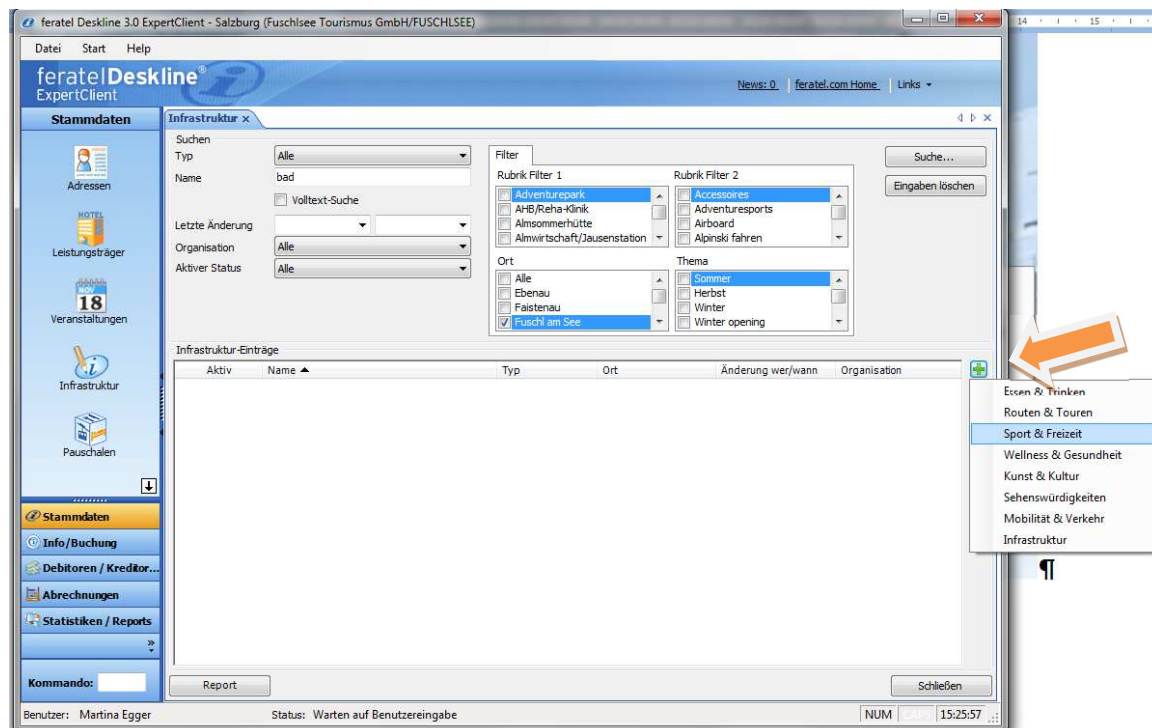 feratel Deskline 3.0 ExpertClient - Salzburg (Fuschlsee Tourismus GmbH/FUSCHLSEE)
14 15
Datei Start Help
feratel Deskline®
ExpertClient
News: 0 feratel.com Home Links
Stammdaten
Adressen
HOTEL
Leistungsträger
NOV
18
Veranstaltungen
Infrastruktur
Pauschalen
Stammdaten
Info/Buchung
Debitoren / Kreditor...
Abrechnungen
Statistiken / Reports
Kommando:
Infrastruktur x
Suchen
Typ Alle
Name bad
Volltext-Suche
Letzte Änderung
Organisation Alle
Aktiver Status Alle
Filter
Rubrik Filter 1
Adventurepark
AHB/Reha-Klinik
Almsommerhütte
Almwirtschaft/Jausenstation
Rubrik Filter 2
Accessoires
Adventuresports
Airboard
Alpinski fahren
Ort
Alle
Ebenau
Faistenau
Fuschl am See
Thema
Sommer
Herbst
Winter
Winter opening
Suche...
Eingaben löschen
Infrastruktur-Einträge
Aktiv Name Typ Ort Änderung wer/wann Organisation
Essen & Trinken
Routen & Touren
Sport & Freizeit
Wellness & Gesundheit
Kunst & Kultur
Sehenswürdigkeiten
Mobilität & Verkehr
Infrastruktur
¶
Report
Schließen
Benutzer: Martina Egger Status: Warten auf Benutzereingabe NUM CAPS 15:25:57